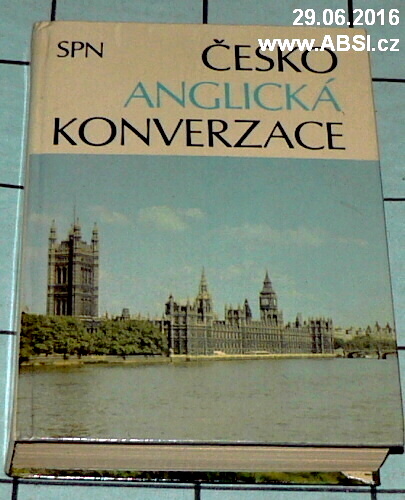 29.06.2016
www.ABSI.cz
SPN
ČESKO
ANGLICKÁ
KONVERZACE